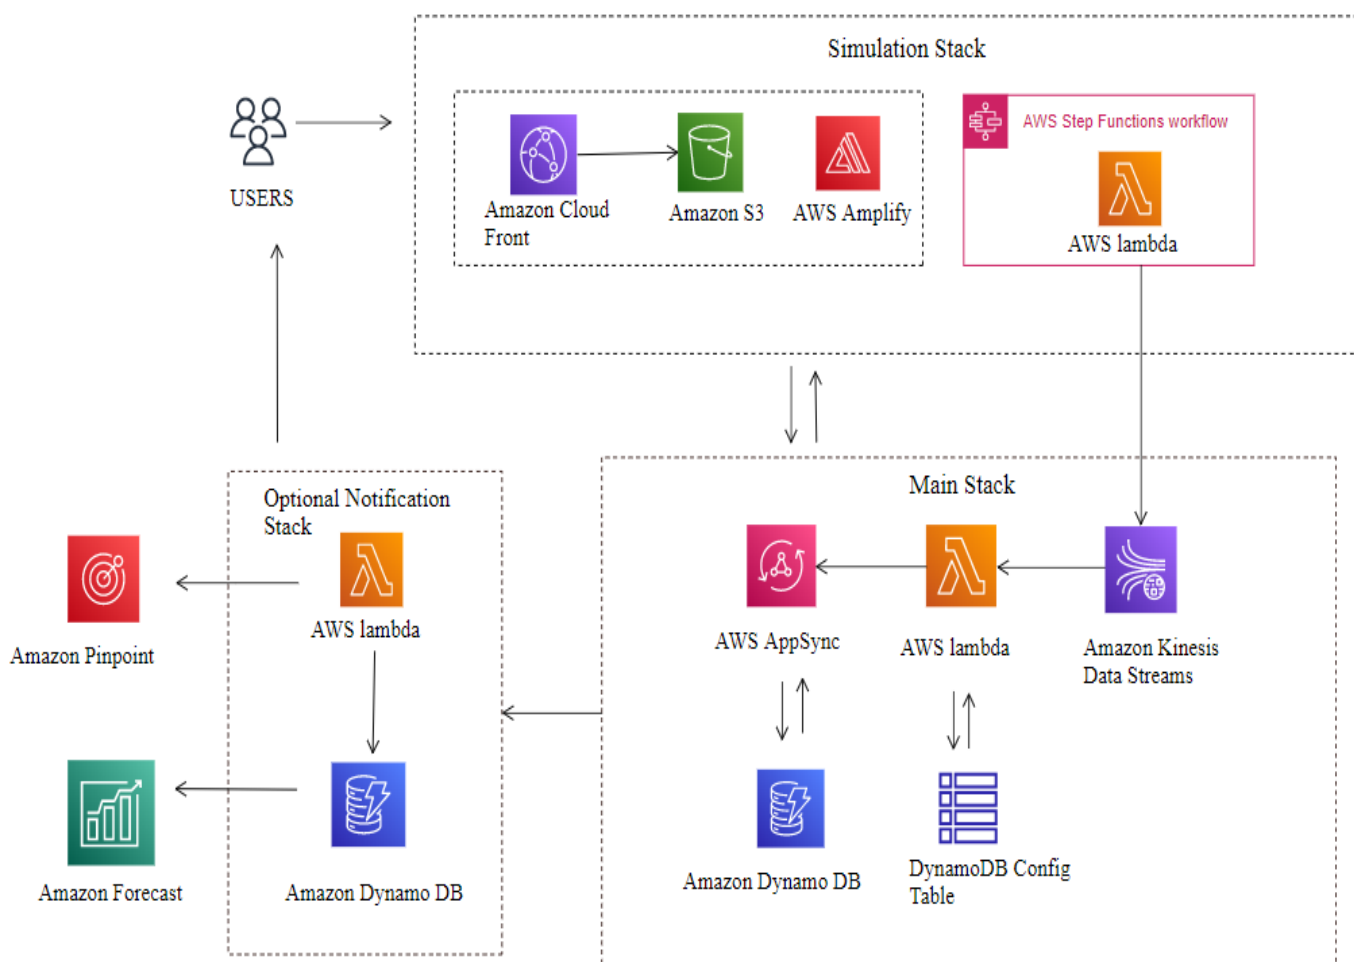 Simulation Stack
AWS Step Functions workflow
USERS
Amazon Cloud
Front
Amazon S3
AWS Amplify
AWS lambda
Main Stack
Optional Notification
Stack
AWS lambda
Amazon Pinpoint
AWS AppSync
AWS lambda
Amazon Kinesis
Data Streams
Amazon Forecast
Amazon Dynamo DB
Amazon Dynamo DB
DynamoDB Config
Table